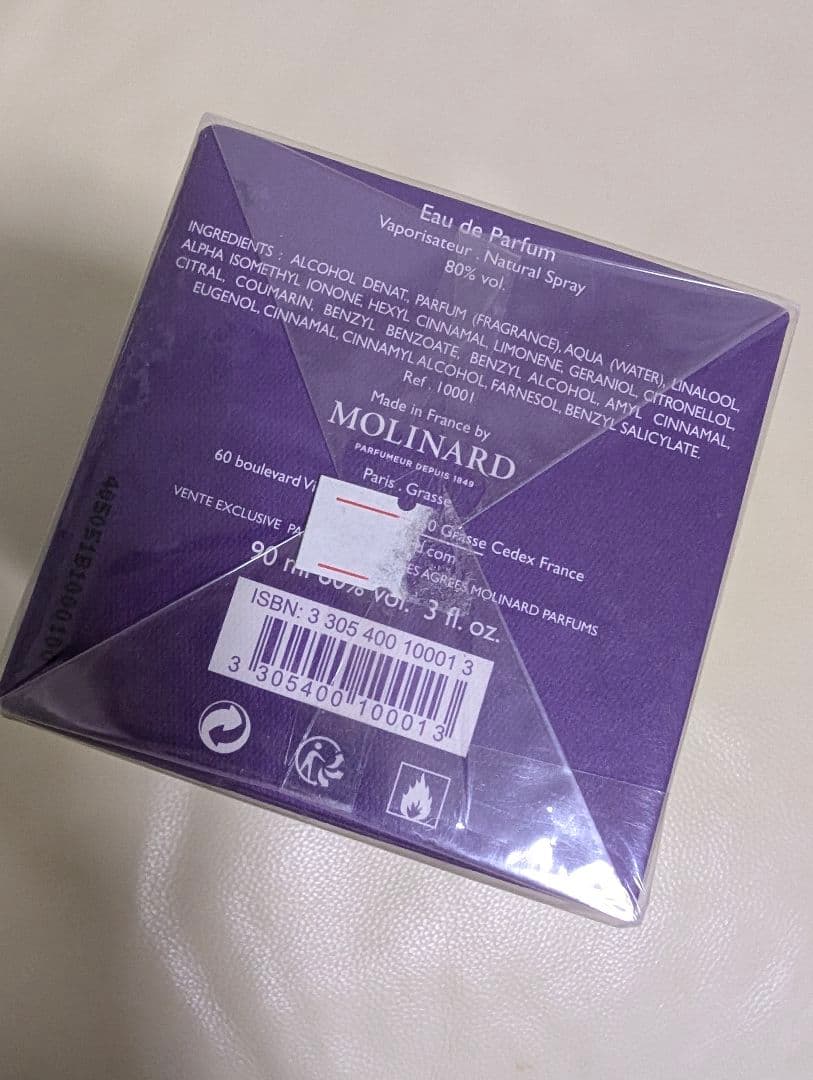 Eau de Parfum
Vaporisateur . Natural Spray
80% vol.
INGREDIENTS : ALCOHOL DENAT., PARFUM (FRAGRANCE), AQUA (WATER), LINALOOL,
ALPHA ISOMETHYL IONONE, HEXYL CINNAMAL, LIMONENE, GERANIOL, CITRONELLOL,
CITRAL, COUMARIN, BENZYL BENZOATE, BENZYL ALCOHOL, AMYL CINNAMAL,
EUGENOL, CINNAMAL, CINNAMYL ALCOHOL, FARNESOL, BENZYL SALICYLATE.
Ref . 10001
Made in France by
MOLINARD
PARFUMEUR DEPUIS 1849
Paris . Grasse
60 boulevard Grasse Cedex France
.com
VENTE EXCLUSIVE AGREES MOLINARD PARFUMS
90 ml 80% vol. 3 fl. oz.
ISBN: 3 305 400 10001 3
3 305400 100013